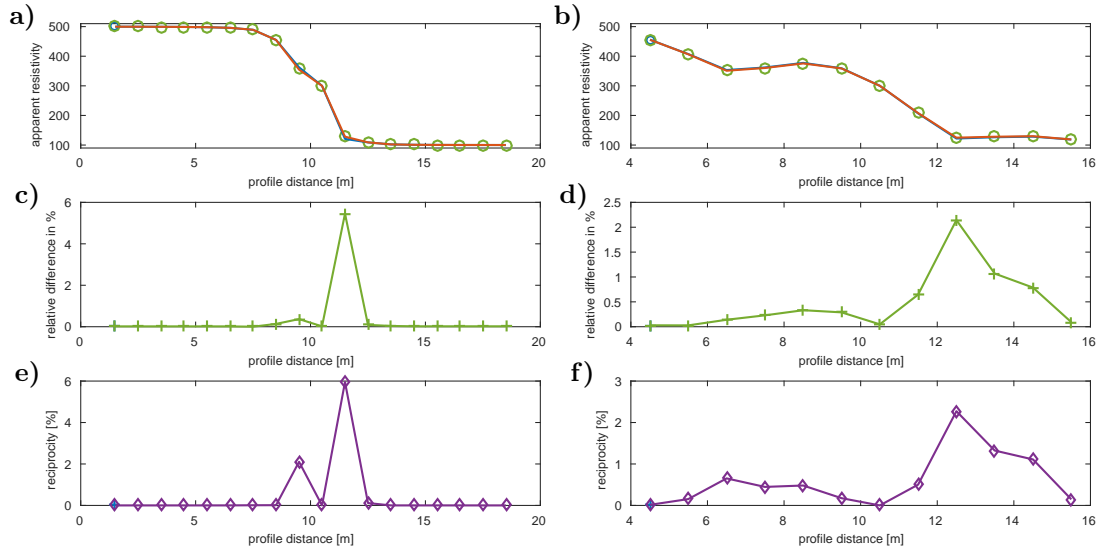 a)
500
400
300
200
100
apparent resistivity
0 5 10 15 20
profile distance [m]
b)
500
400
300
200
100
apparent resistivity
4 6 8 10 12 14 16
profile distance [m]
c)
6
4
2
0
relative difference in %
0 5 10 15 20
profile distance [m]
d)
2.5
2
1.5
1
0.5
0
relative difference in %
4 6 8 10 12 14 16
profile distance [m]
e)
6
4
2
0
reciprocity [%]
0 5 10 15 20
profile distance [m]
f)
3
2
1
0
reciprocity [%]
4 6 8 10 12 14 16
profile distance [m]